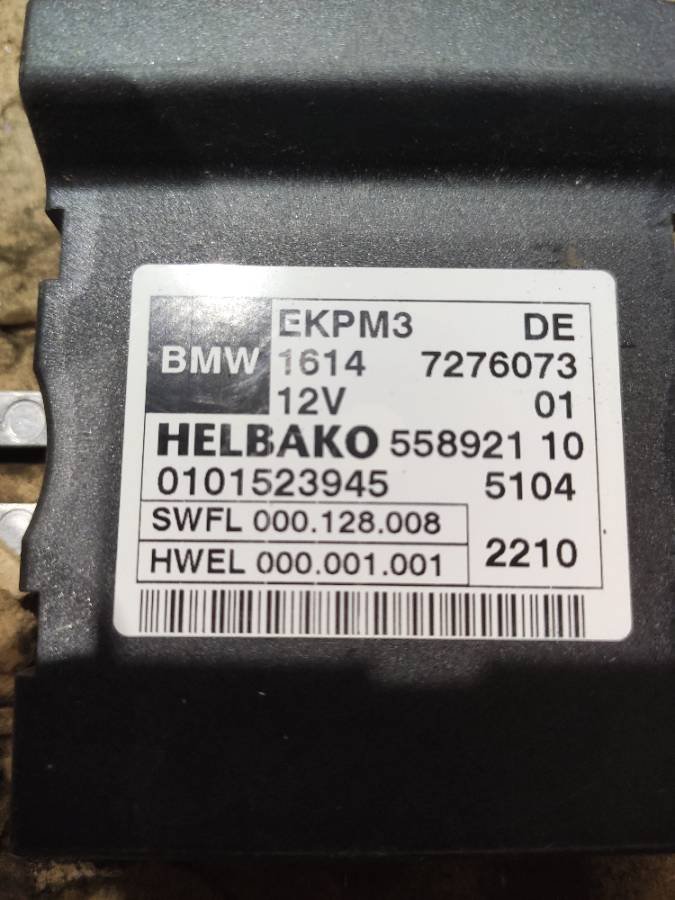 EKPM3 DE
BMW 1614 7276073
12V 01
HELBAKO 558921 10
0101523945 5104
SWFL 000.128.008
HWEL 000.001.001 2210